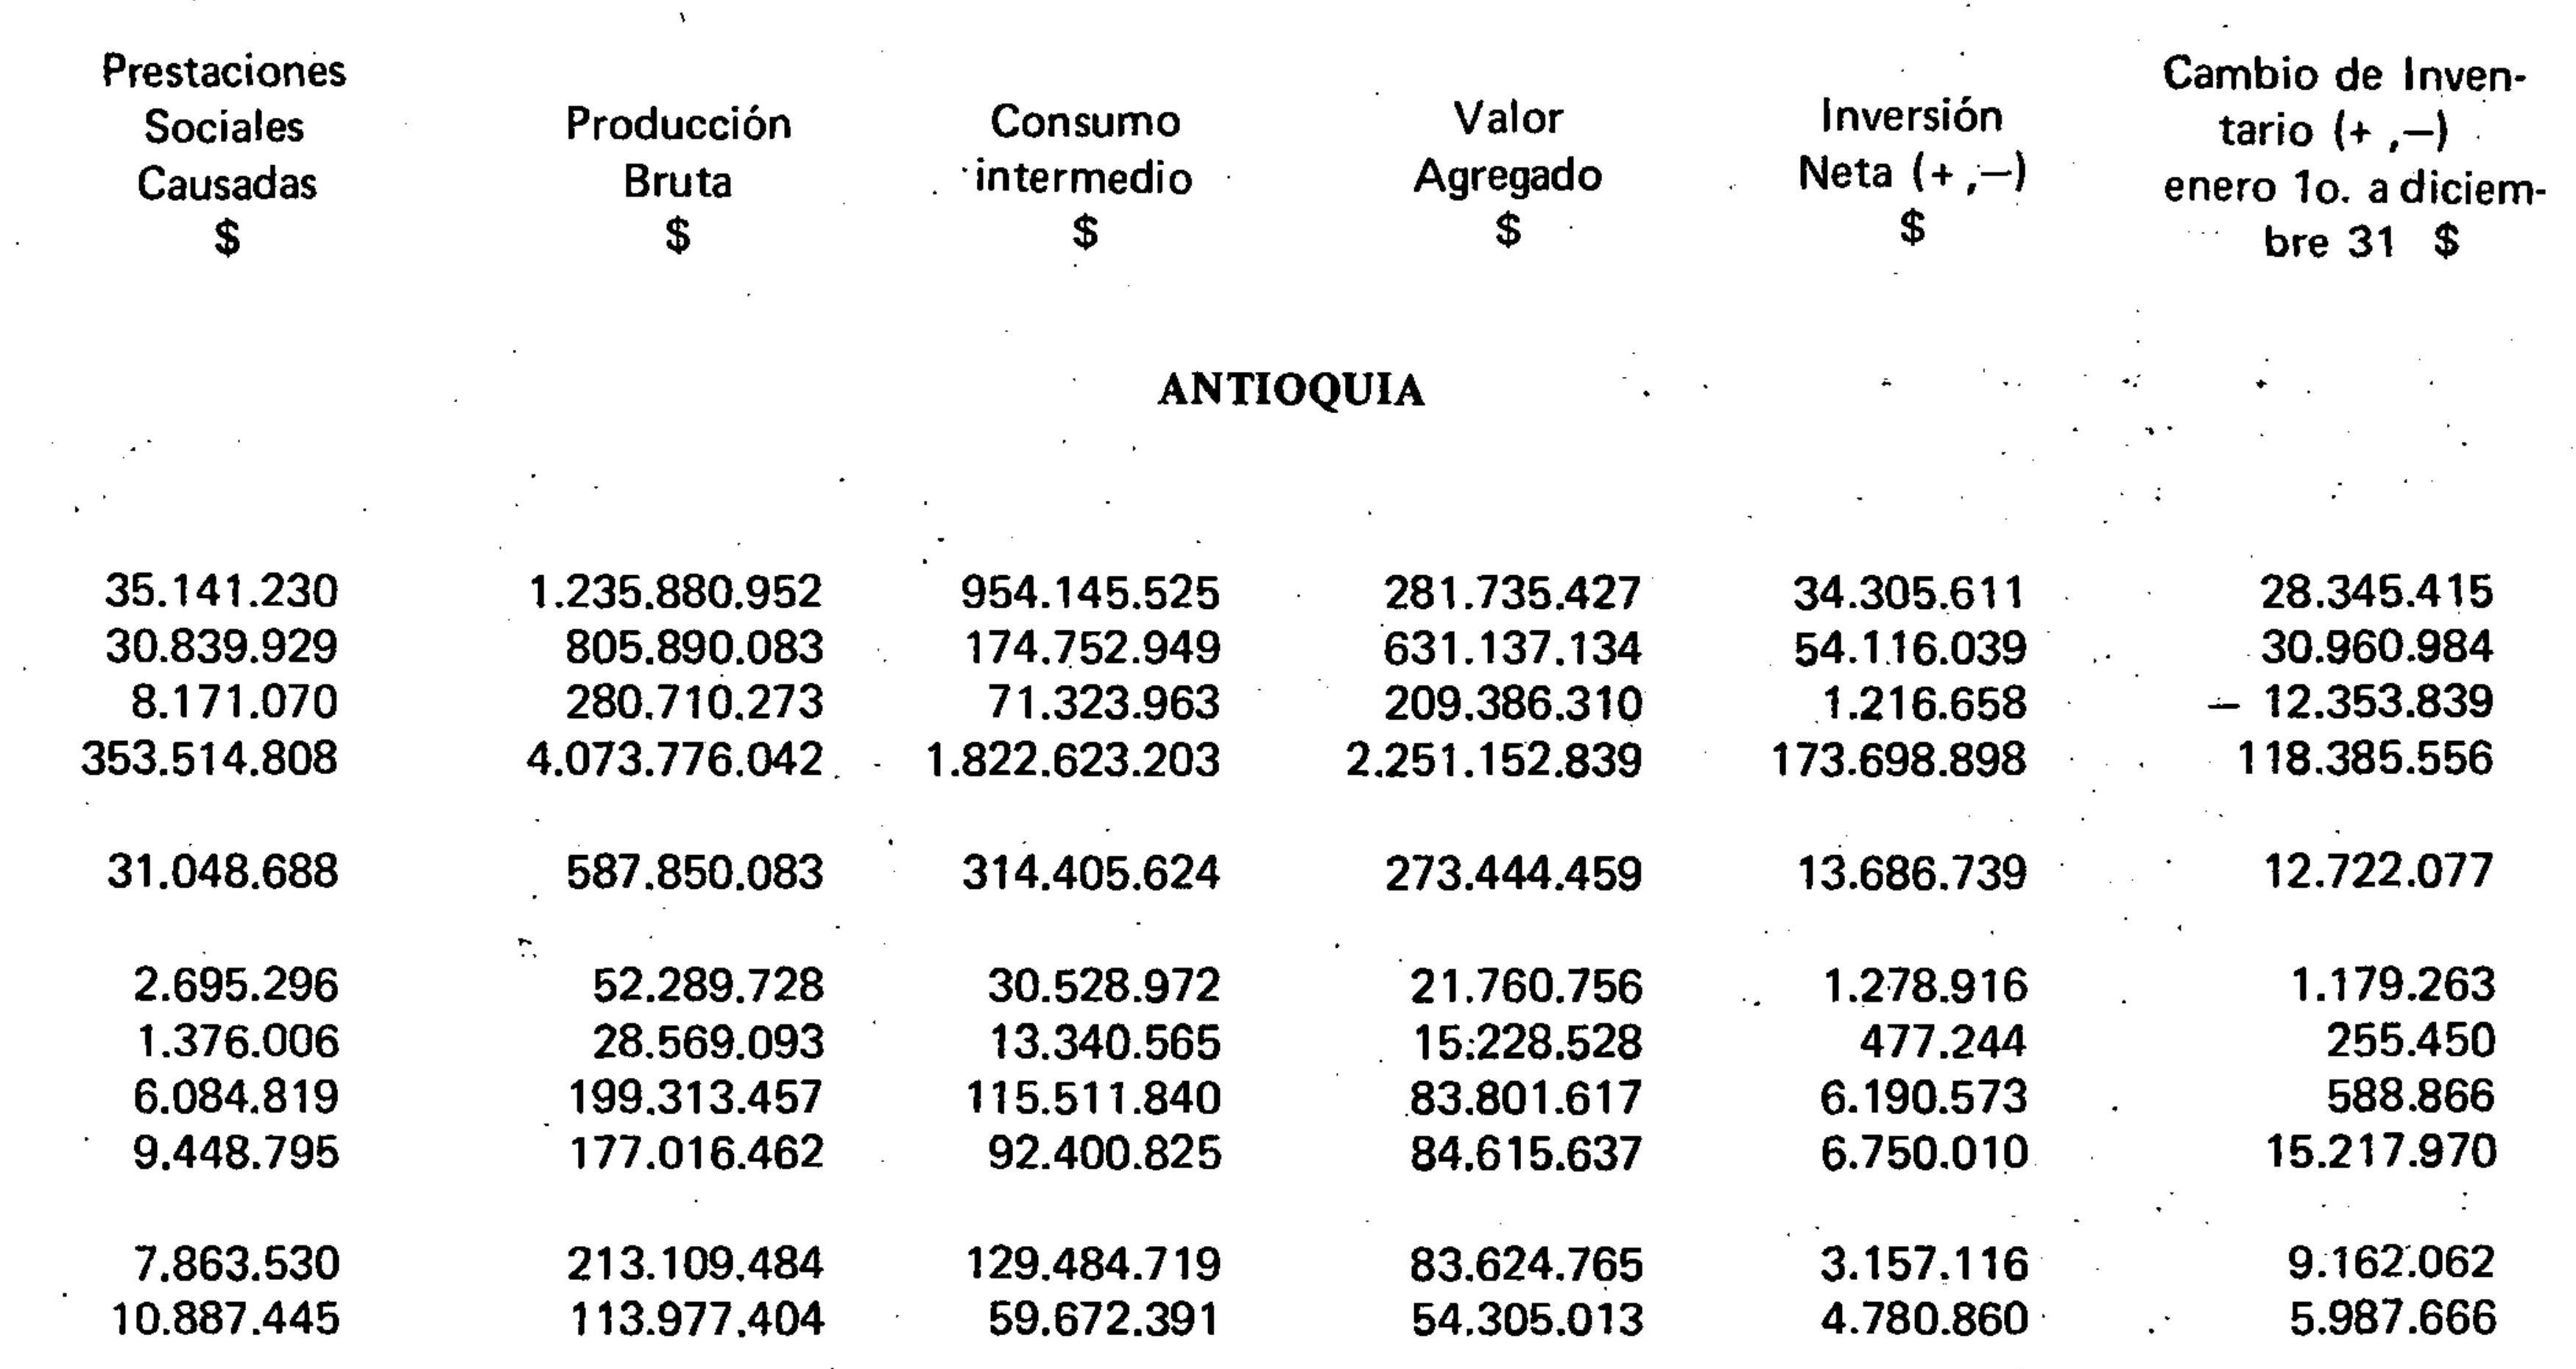 Prestaciones Sociales Causadas $
Producción Bruta $
Consumo intermedio $
Valor Agregado $
Inversión Neta (+ ,—) $
Cambio de Inven- tario (+ ,—) enero 1o. a diciem- bre 31 $
ANTIOQUIA
35.141.230 1.235.880.952 954.145.525 281.735.427 34.305.611 28.345.415
30.839.929 805.890.083 174.752.949 631.137.134 54.116.039 30.960.984
8.171.070 280.710.273 71.323.963 209.386.310 1.216.658 — 12.353.839
353.514.808 4.073.776.042 1.822.623.203 2.251.152.839 173.698.898 118.385.556
31.048.688 587.850.083 314.405.624 273.444.459 13.686.739 12.722.077
2.695.296 52.289.728 30.528.972 21.760.756 1.278.916 1.179.263
1.376.006 28.569.093 13.340.565 15.228.528 477.244 255.450
6.084.819 199.313.457 115.511.840 83.801.617 6.190.573 588.866
9.448.795 177.016.462 92.400.825 84.615.637 6.750.010 15.217.970
7.863.530 213.109.484 129.484.719 83.624.765 3.157.116 9.162.062
10.887.445 113.977.404 59.672.391 54.305.013 4.780.860 5.987.666